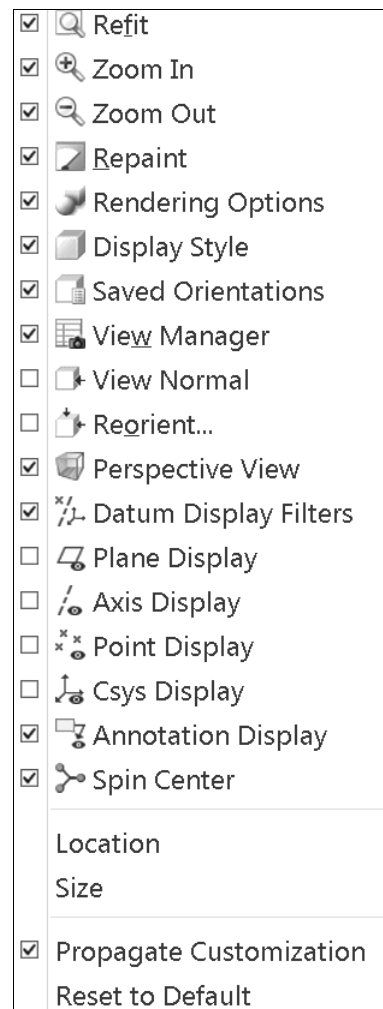 Refit
Zoom In
Zoom Out
Repaint
Rendering Options
Display Style
Saved Orientations
View Manager
View Normal
Reorient...
Perspective View
Datum Display Filters
Plane Display
Axis Display
Point Display
Csys Display
Annotation Display
Spin Center
Location
Size
Propagate Customization
Reset to Default